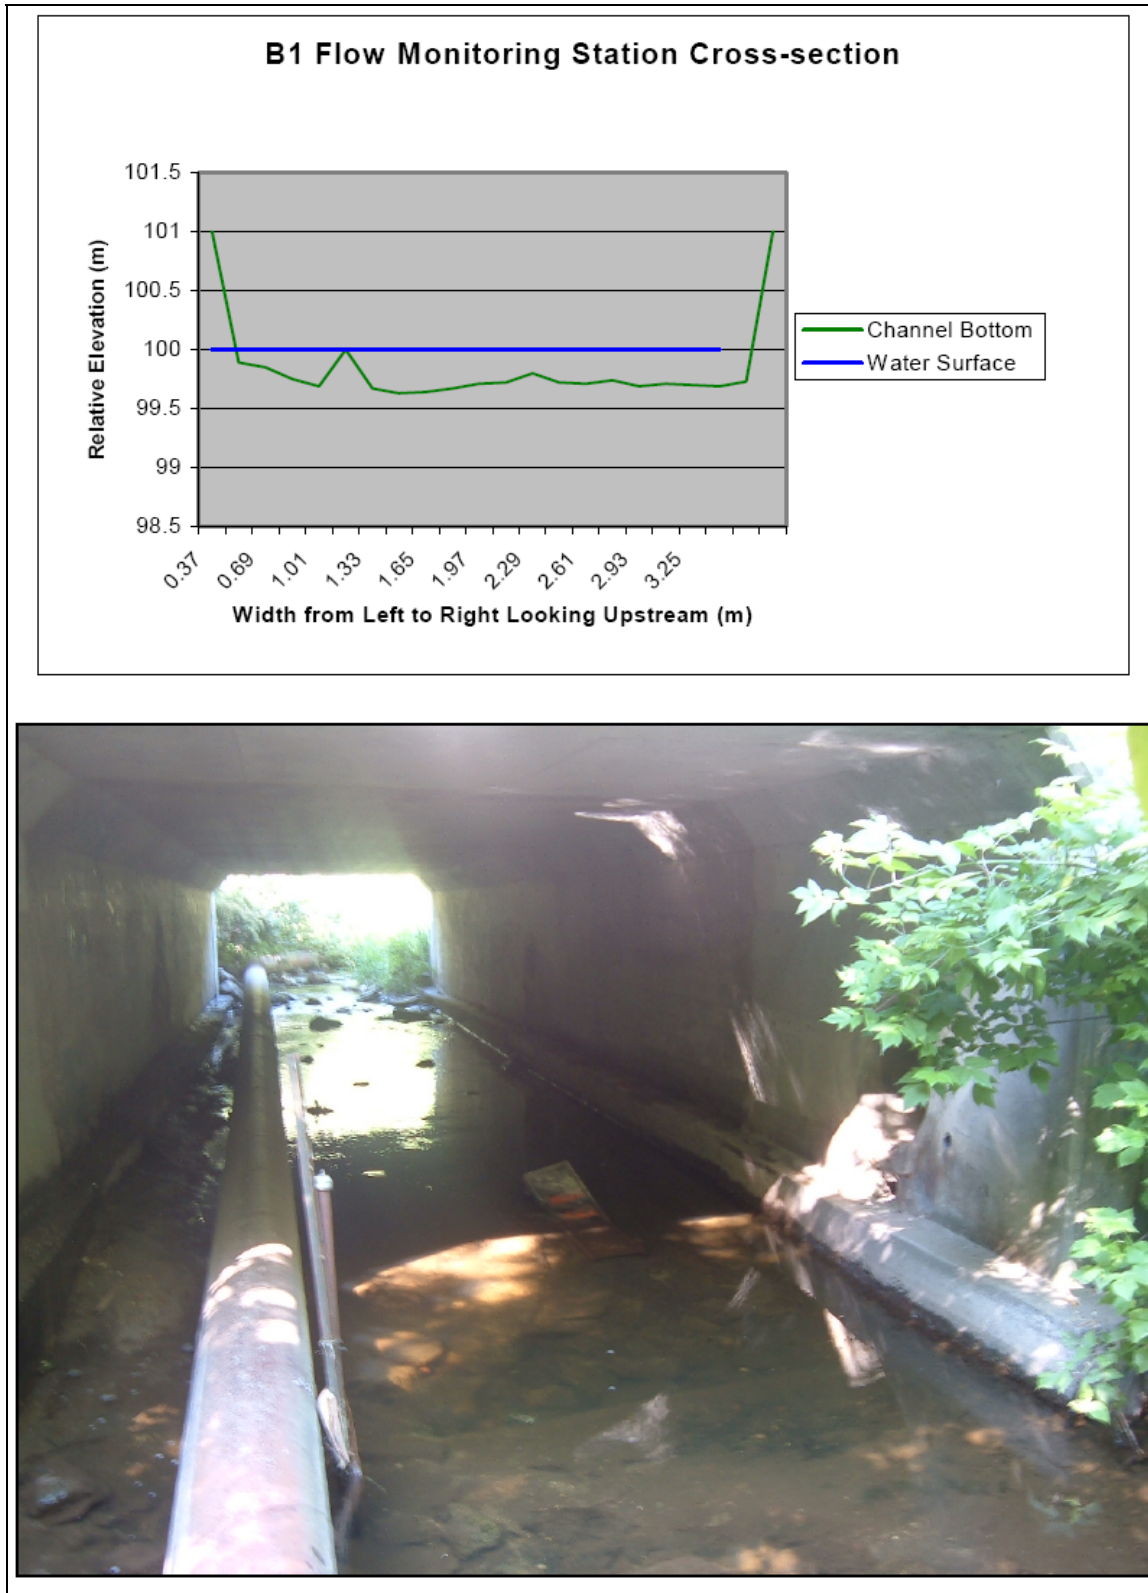 B1 Flow Monitoring Station Cross-section
101.5
101
100.5
100
99.5
99
98.5
Relative Elevation (m)
0.37 0.69 1.01 1.33 1.65 1.97 2.29 2.61 2.93 3.25
Width from Left to Right Looking Upstream (m)
Channel Bottom
Water Surface